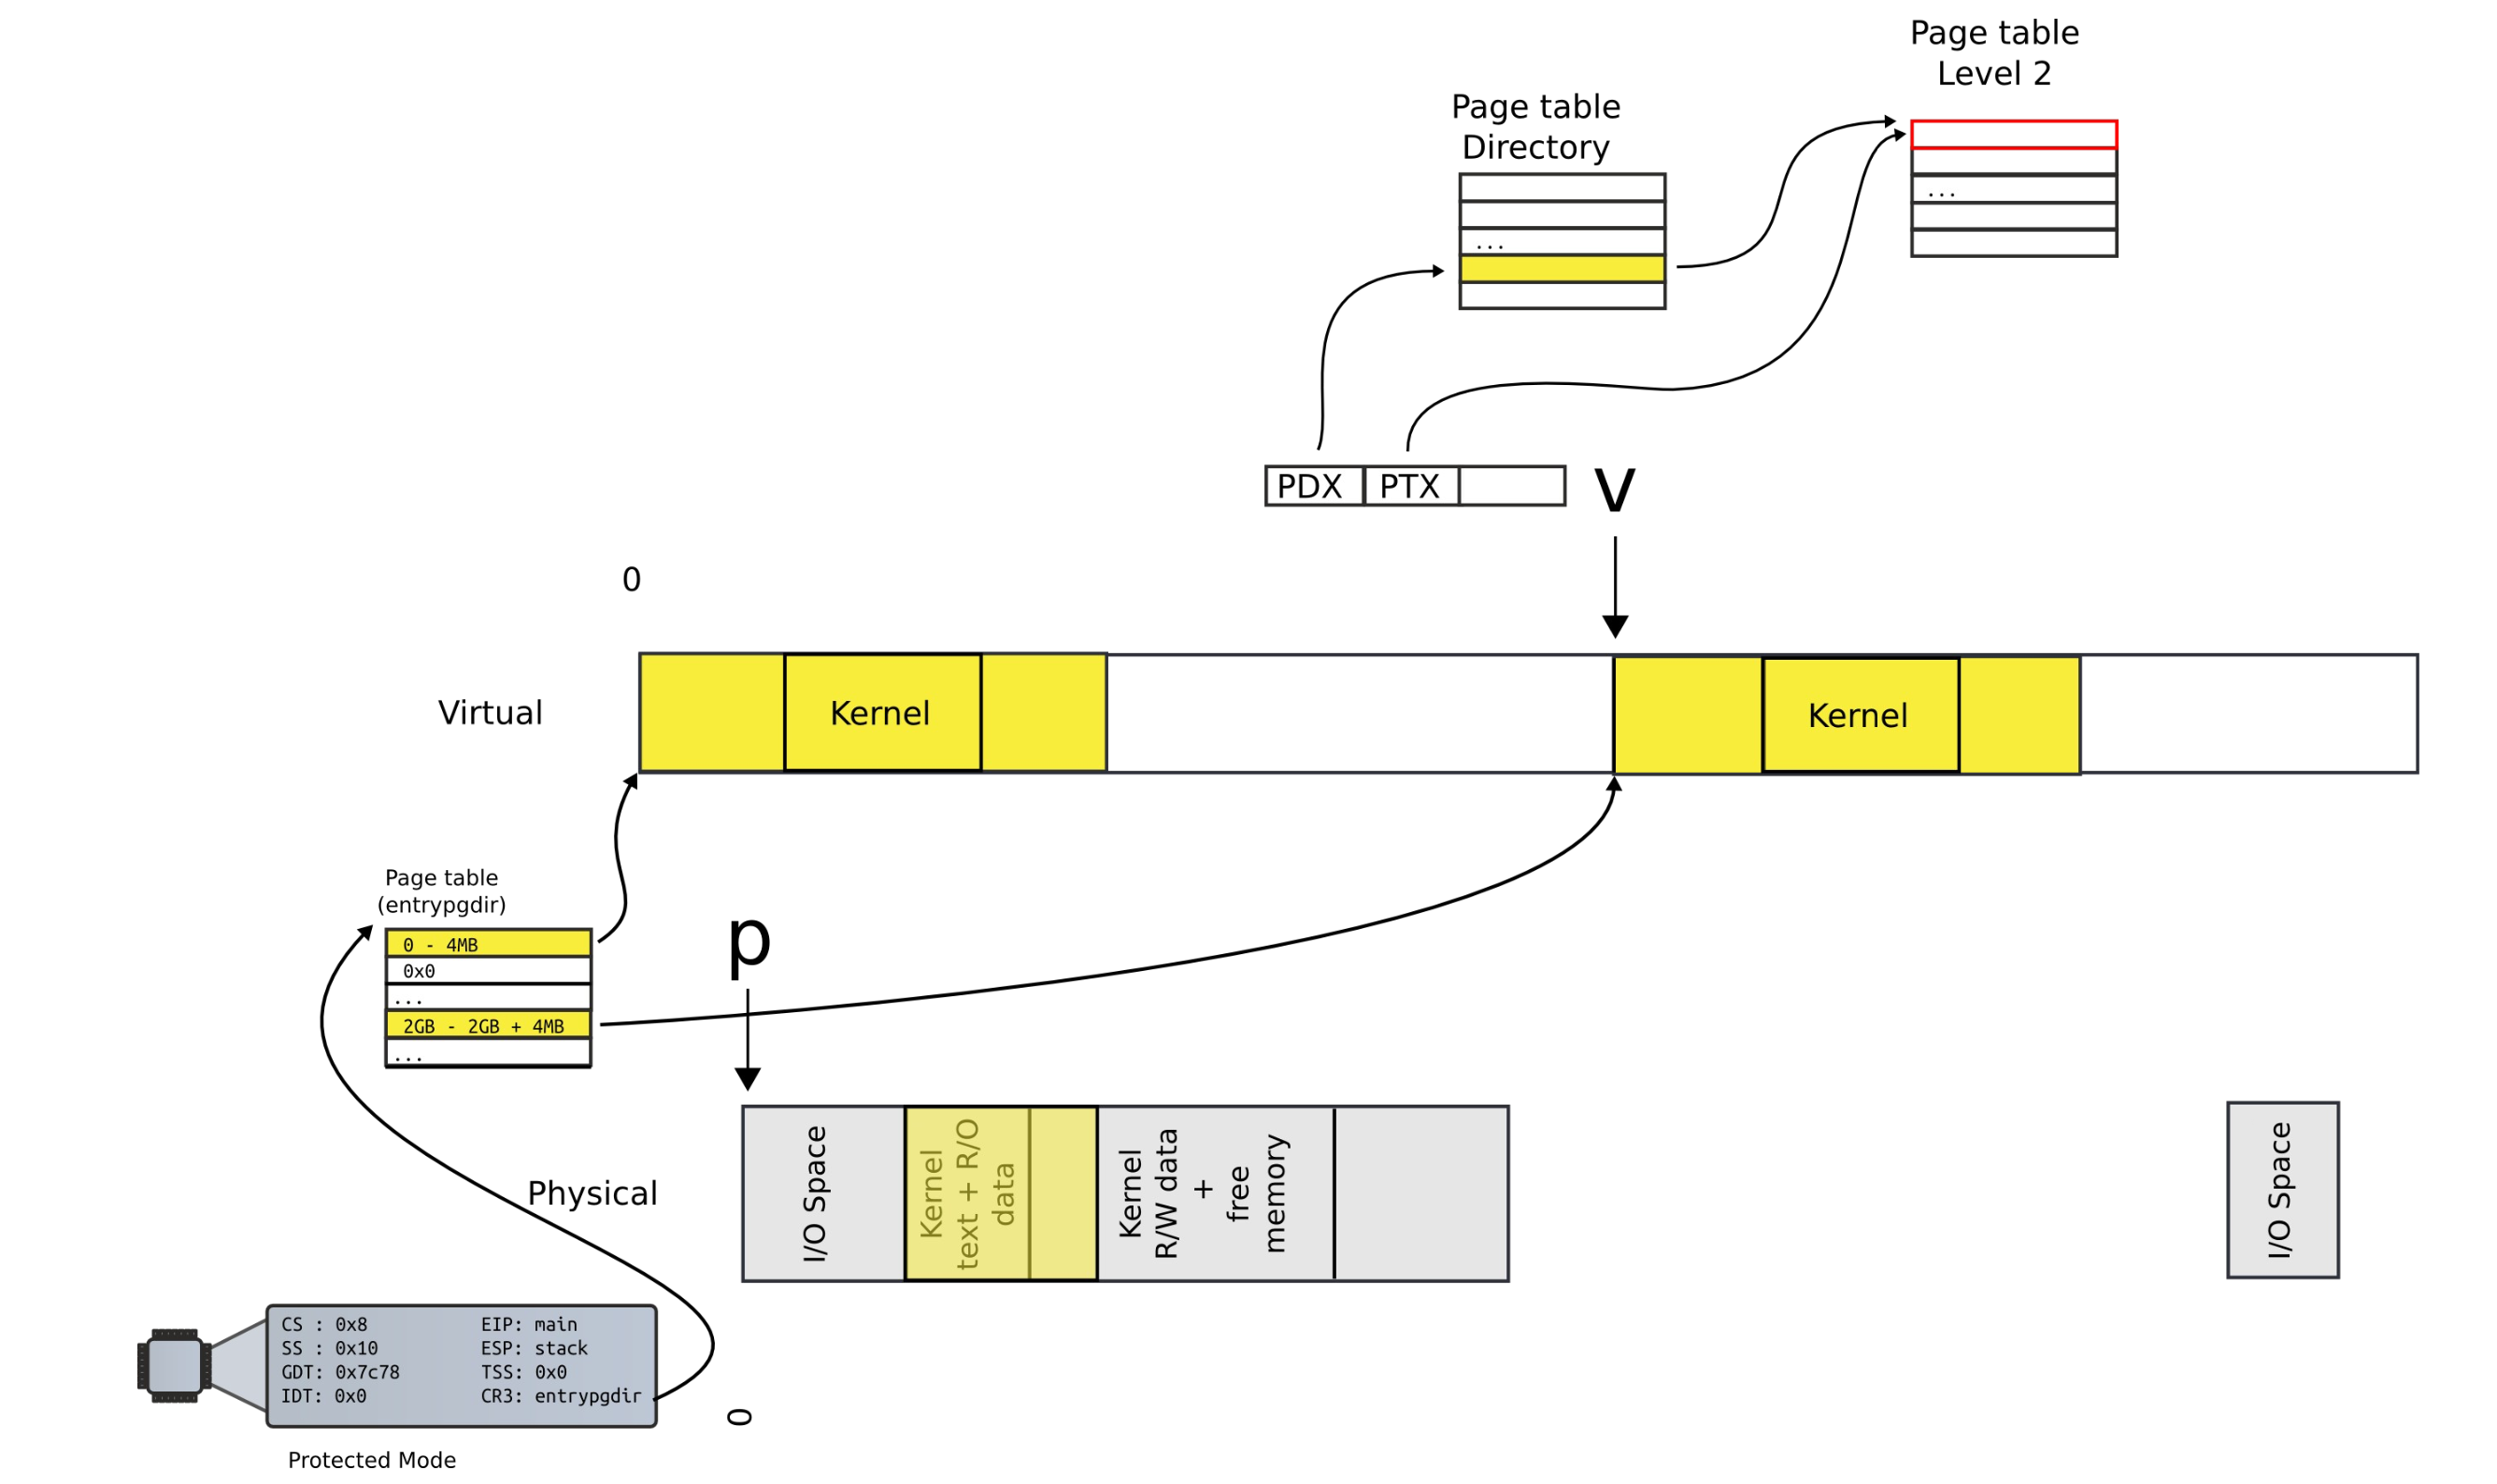 Page table
Level 2
Page table
Directory
...
...
PDX
PTX
v
0
Virtual
Kernel
Kernel
Page table
(entrypgdir)
0 - 4MB
0x0
...
2GB - 2GB + 4MB
...
p
Physical
I/O Space
Kernel
text + R/O
data
Kernel
R/W data
+
free
memory
I/O Space
CS : 0x8
SS : 0x10
GDT: 0x7c78
IDT: 0x0
EIP: main
ESP: stack
TSS: 0x0
CR3: entrypgdir
0
Protected Mode